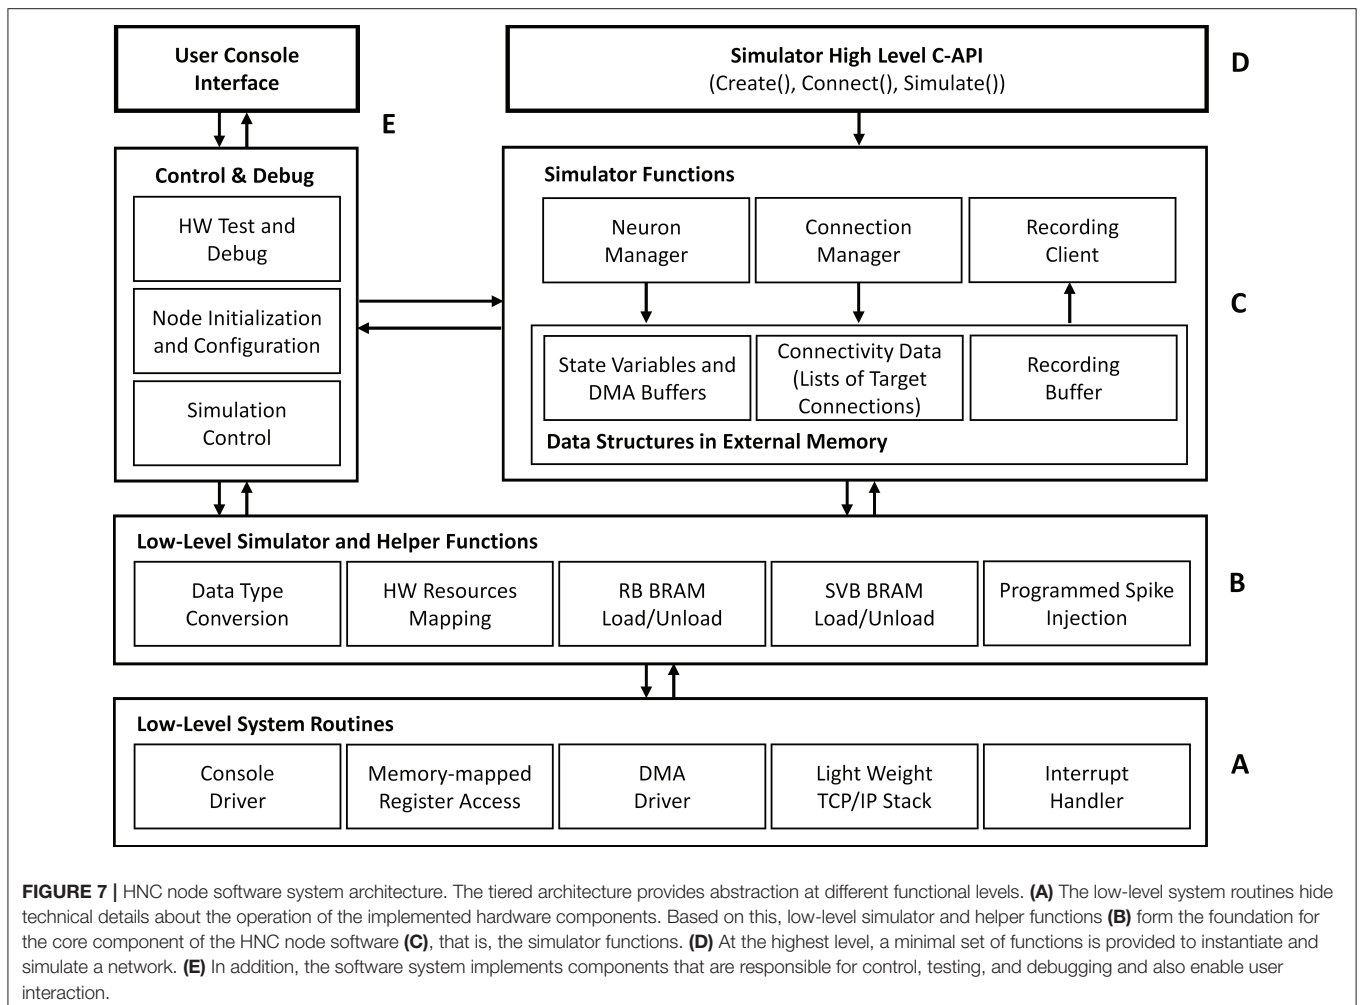 User Console
Interface
Simulator High Level C-API
(Create(), Connect(), Simulate())
D
E
Control & Debug
HW Test and
Debug
Node Initialization
and Configuration
Simulation
Control
Simulator Functions
Neuron
Manager
Connection
Manager
Recording
Client
C
State Variables and
DMA Buffers
Connectivity Data
(Lists of Target
Connections)
Recording
Buffer
Data Structures in External Memory
Low-Level Simulator and Helper Functions
Data Type
Conversion
HW Resources
Mapping
RB BRAM
Load/Unload
SVB BRAM
Load/Unload
Programmed Spike
Injection
B
Low-Level System Routines
Console
Driver
Memory-mapped
Register Access
DMA
Driver
Light Weight
TCP/IP Stack
Interrupt
Handler
A
FIGURE 7 | HNC node software system architecture. The tiered architecture provides abstraction at different functional levels. (A) The low-level system routines hide
technical details about the operation of the implemented hardware components. Based on this, low-level simulator and helper functions (B) form the foundation for
the core component of the HNC node software (C), that is, the simulator functions. (D) At the highest level, a minimal set of functions is provided to instantiate and
simulate a network. (E) In addition, the software system implements components that are responsible for control, testing, and debugging and also enable user
interaction.